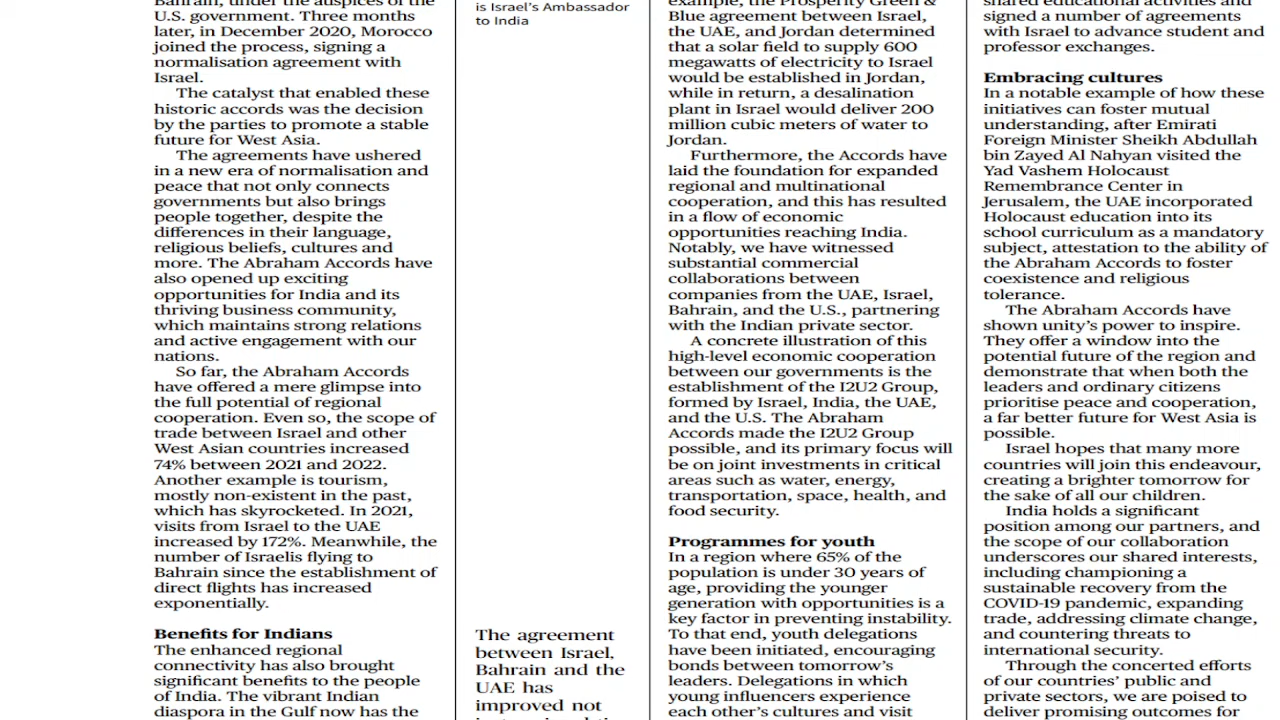 Bahrain, under the auspices of the
U.S. government. Three months
later, in December 2020, Morocco
joined the process, signing a
normalisation agreement with
Israel.
The catalyst that enabled these
historic accords was the decision
by the parties to promote a stable
future for West Asia.
The agreements have ushered
in a new era of normalisation and
peace that not only connects
governments but also brings
people together, despite the
differences in their language,
religious beliefs, cultures and
more. The Abraham Accords have
also opened up exciting
opportunities for India and its
thriving business community,
which maintains strong relations
and active engagement with our
nations.
So far, the Abraham Accords
have offered a mere glimpse into
the full potential of regional
cooperation. Even so, the scope of
trade between Israel and other
West Asian countries increased
74% between 2021 and 2022.
Another example is tourism,
mostly non-existent in the past,
which has skyrocketed. In 2021,
visits from Israel to the UAE
increased by 172%. Meanwhile, the
number of Israelis flying to
Bahrain since the establishment of
direct flights has increased
exponentially.
Benefits for Indians
The enhanced regional
connectivity has also brought
significant benefits to the people
of India. The vibrant Indian
diaspora in the Gulf now has the
is Israel's Ambassador
to India
The agreement
between Israel,
Bahrain and the
UAE has
improved not
example, the Prosperity Green &
Blue agreement between Israel,
the UAE, and Jordan determined
that a solar field to supply 600
megawatts of electricity to Israel
would be established in Jordan,
while in return, a desalination
plant in Israel would deliver 200
million cubic meters of water to
Jordan.
Furthermore, the Accords have
laid the foundation for expanded
regional and multinational
cooperation, and this has resulted
in a flow of economic
opportunities reaching India.
Notably, we have witnessed
substantial commercial
collaborations between
companies from the UAE, Israel,
Bahrain, and the U.S., partnering
with the Indian private sector.
A concrete illustration of this
high-level economic cooperation
between our governments is the
establishment of the I2U2 Group,
formed by Israel, India, the UAE,
and the U.S. The Abraham
Accords made the I2U2 Group
possible, and its primary focus will
be on joint investments in critical
areas such as water, energy,
transportation, space, health, and
food security.
Programmes for youth
In a region where 65% of the
population is under 30 years of
age, providing the younger
generation with opportunities is a
key factor in preventing instability.
To that end, youth delegations
have been initiated, encouraging
bonds between tomorrow's
leaders. Delegations in which
young influencers experience
each other's cultures and visit
shared educational activities and
signed a number of agreements
with Israel to advance student and
professor exchanges.
Embracing cultures
In a notable example of how these
initiatives can foster mutual
understanding, after Emirati
Foreign Minister Sheikh Abdullah
bin Zayed Al Nahyan visited the
Yad Vashem Holocaust
Remembrance Center in
Jerusalem, the UAE incorporated
Holocaust education into its
school curriculum as a mandatory
subject, attestation to the ability of
the Abraham Accords to foster
coexistence and religious
tolerance.
The Abraham Accords have
shown unity's power to inspire.
They offer a window into the
potential future of the region and
demonstrate that when both the
leaders and ordinary citizens
prioritise peace and cooperation,
a far better future for West Asia is
possible.
Israel hopes that many more
countries will join this endeavour,
creating a brighter tomorrow for
the sake of all our children.
India holds a significant
position among our partners, and
the scope of our collaboration
underscores our shared interests,
including championing a
sustainable recovery from the
COVID-19 pandemic, expanding
trade, addressing climate change,
and countering threats to
international security.
Through the concerted efforts
of our countries' public and
private sectors, we are poised to
deliver promising outcomes for